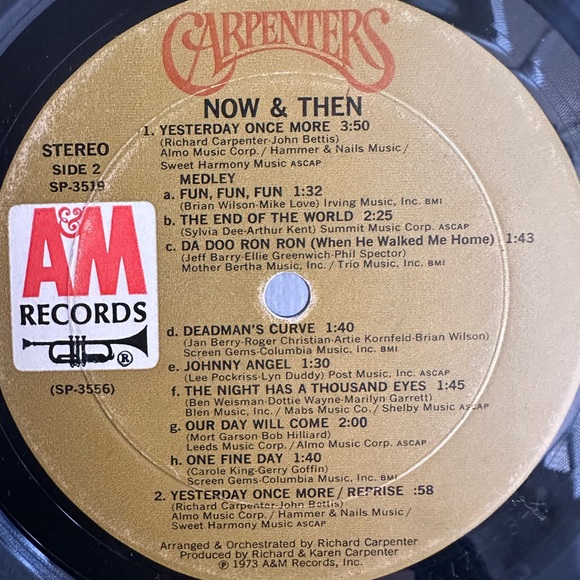 CARPENTERS
NOW & THEN
STEREO
SIDE 2
SP-3519
1. YESTERDAY ONCE MORE 3:50
(Richard Carpenter-John Bettis)
Almo Music Corp./Hammer & Nails Music/
Sweet Harmony Music ASCAP
MEDLEY
a. FUN, FUN, FUN 1:32
(Brian Wilson-Mike Love) Irving Music, Inc. BMI
b. THE END OF THE WORLD 2:25
(Sylvia Dee-Arthur Kent) Summit Music Corp. ASCAP
c. DA DOO RON RON (When He Walked Me Home) 1:43
(Jeff Barry-Ellie Greenwich-Phil Spector)
Mother Bertha Music, Inc./Trio Music, Inc. BMI
A&M
RECORDS
®
(SP-3556)
d. DEADMAN'S CURVE 1:40
(Jan Berry-Roger Christian-Artie Kornfeld-Brian Wilson)
Screen Gems-Columbia Music, Inc. BMI
e. JOHNNY ANGEL 1:30
(Lee Pockriss-Lyn Duddy) Post Music, Inc. ASCAP
f. THE NIGHT HAS A THOUSAND EYES 1:45
(Ben Weisman-Dottie Wayne-Marilyn Garrett)
Blen Music, Inc./Mabs Music Co./Shelby Music ASCAP
g. OUR DAY WILL COME 2:00
(Mort Garson-Bob Hilliard)
Leeds Music Corp./Almo Music Corp. ASCAP
h. ONE FINE DAY 1:40
(Carole King-Gerry Goffin)
Screen Gems-Columbia Music, Inc. BMI
2. YESTERDAY ONCE MORE/REPRISE :58
(Richard Carpenter-John Bettis)
Almo Music Corp./Hammer & Nails Music/
Sweet Harmony Music ASCAP
Arranged & Orchestrated by Richard Carpenter
Produced by Richard & Karen Carpenter
℗ 1973 A&M Records, Inc.